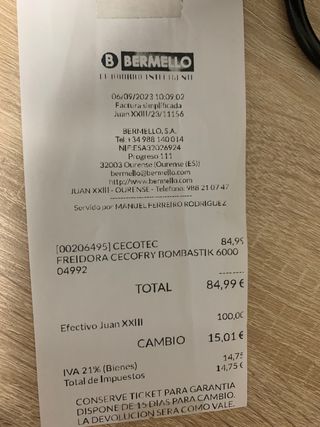 B BERMELLO
EL AHORRO INTELIGENTE
06/09/2023 10:09:02
Factura simplificada
Juan XXIII/23/11156
BERMELLO, S.A.
Tel +34 988 140 014
NIF:ESA32026924
Progreso 111
32003 Ourense (Ourense (ES))
bermello@bermello.com
http://www.bermello.com
JUAN XXIII - OURENSE - Telefono: 988 21 07 47
Servido por MANUEL FERREIRO RODRIGUEZ
[00206495] CECOTEC 84,99
FREIDORA CECOFRY BOMBASTIK 6000
04992
TOTAL 84,99 €
Efectivo Juan XXIII 100,00
CAMBIO 15,01 €
IVA 21% (Bienes) 14,75
Total de Impuestos 14,75 €
CONSERVE TICKET PARA GARANTIA
DISPONE DE 15 DIAS PARA CAMBIO.
LA DEVOLUCION SERA COMO VALE.